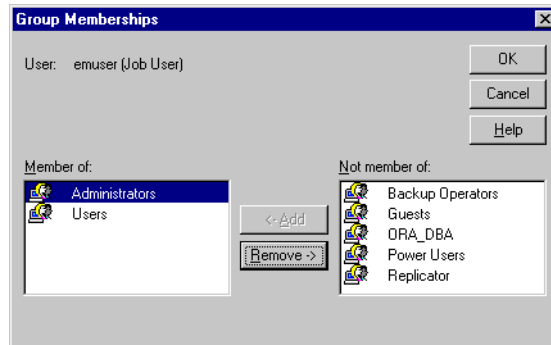 Group Memberships
User: emuser (Job User)
OK
Cancel
Help
Member of:
Administrators
Users
<-Add
Remove ->
Not member of:
Backup Operators
Guests
ORA_DBA
Power Users
Replicator